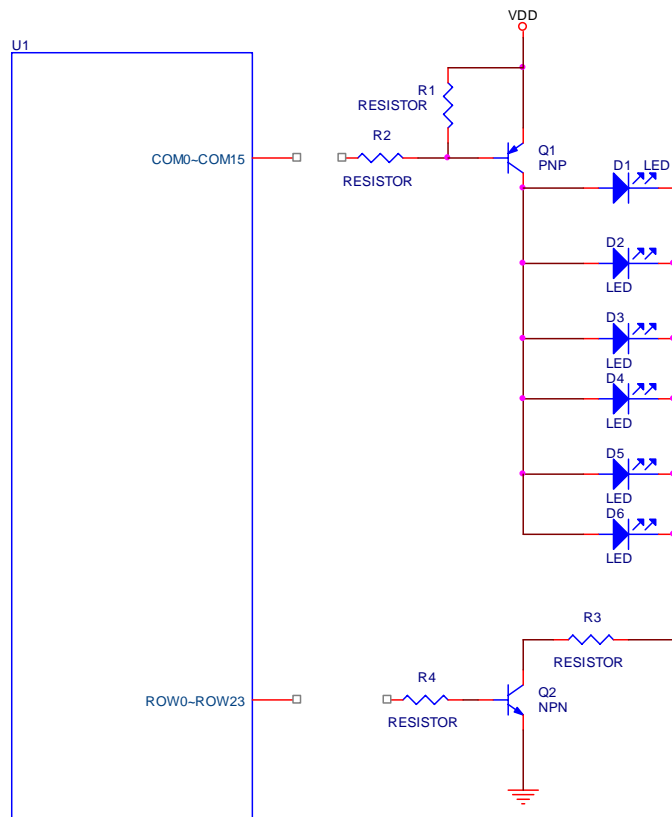 VDD
U1
R1
RESISTOR
R2
RESISTOR
COM0~COM15
Q1
PNP
D1 LED
D2
LED
D3
LED
D4
LED
D5
LED
D6
LED
R3
RESISTOR
R4
RESISTOR
Q2
NPN
ROW0~ROW23